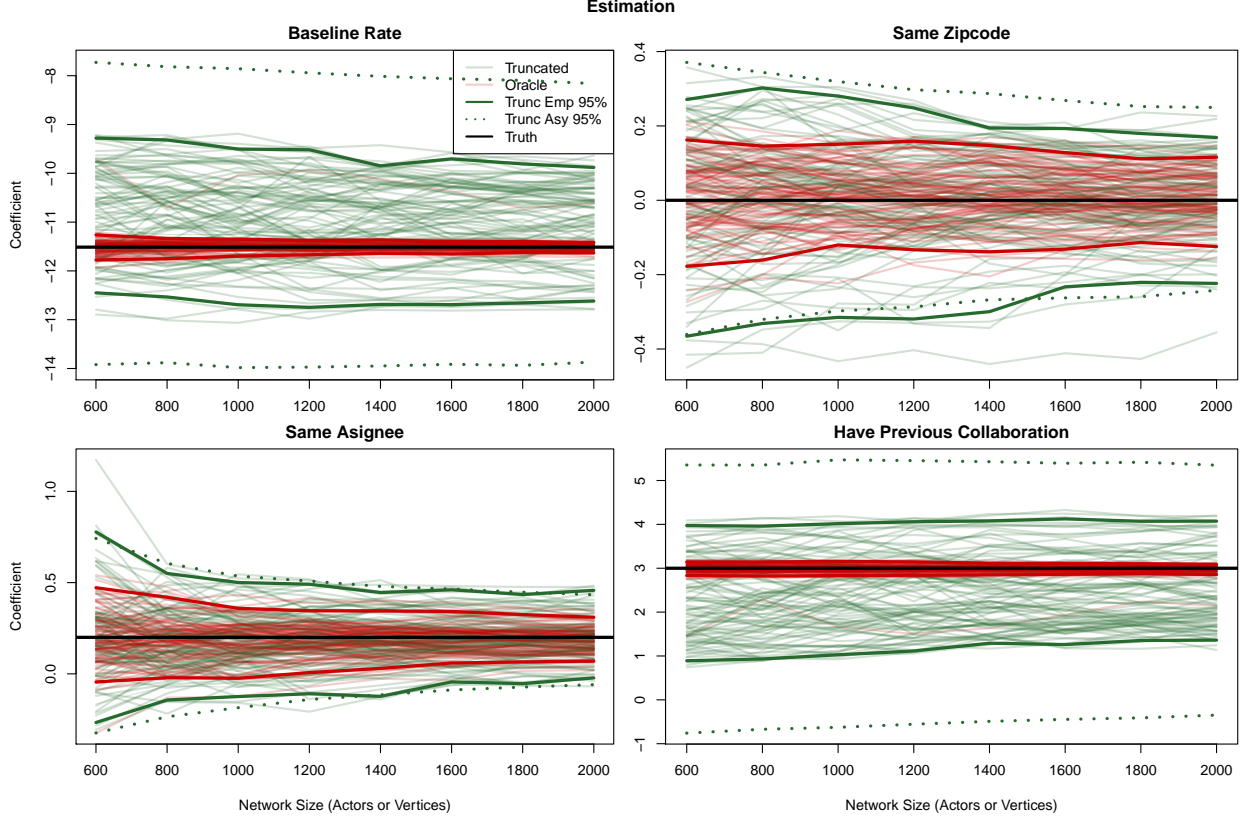 Estimation
Baseline Rate
Coefficient
−8
−9
−10
−11
−12
−13
−14
600 800 1000 1200 1400 1600 1800 2000
Truncated
Oracle
Trunc Emp 95%
Trunc Asy 95%
Truth
Same Zipcode
0.4
0.2
0.0
−0.2
−0.4
600 800 1000 1200 1400 1600 1800 2000
Same Asignee
Coefficient
1.0
0.5
0.0
600 800 1000 1200 1400 1600 1800 2000
Network Size (Actors or Vertices)
Have Previous Collaboration
5
4
3
2
1
0
−1
600 800 1000 1200 1400 1600 1800 2000
Network Size (Actors or Vertices)